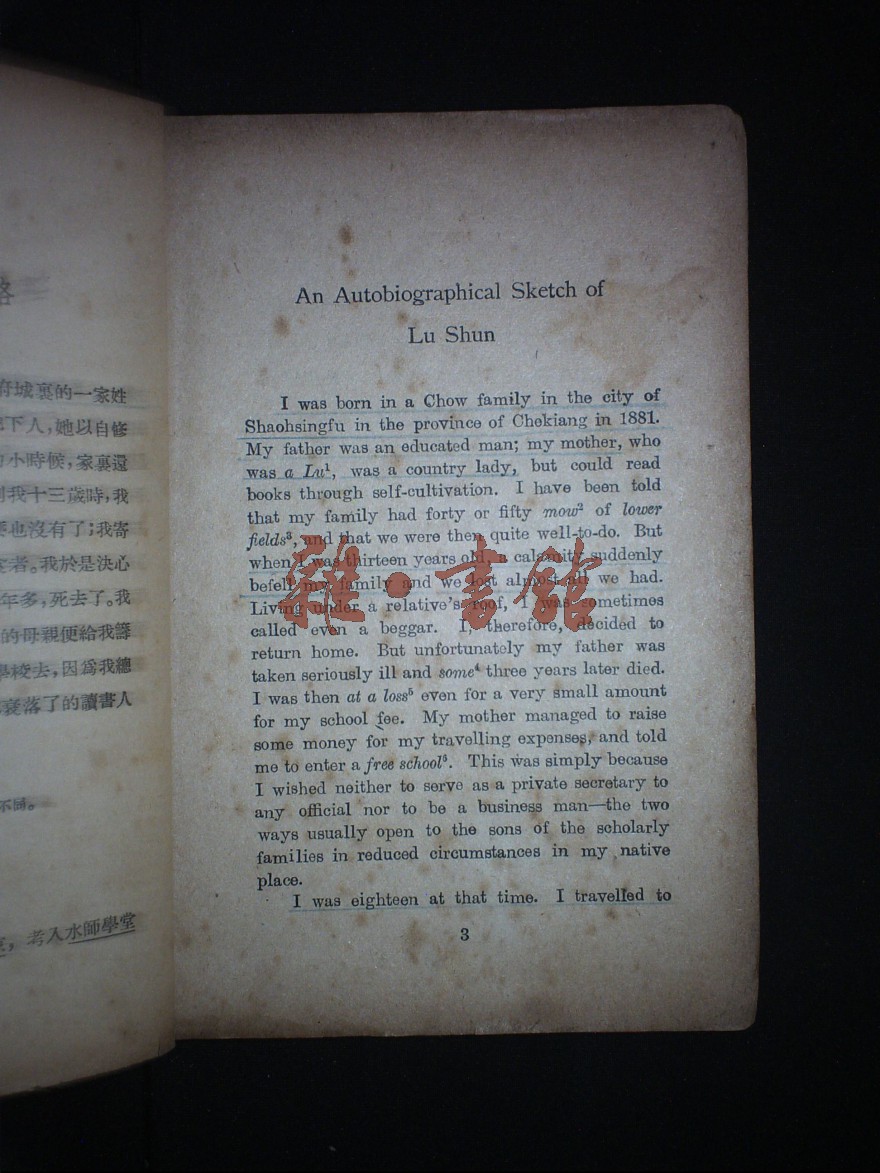 略
府城裏的一家姓
下人,她以自修
小時候,家裏還
到我十三歲時,我
要也沒有了;我寄
食者。我於是決心
年多,死去了。我
的母親便給我籌
學校去,因爲我總
衰落了的讀書人
不同。
考入水師學堂
An Autobiographical Sketch of
Lu Shun
I was born in a Chow family in the city of
Shaohsingfu in the province of Chekiang in 1881.
My father was an educated man; my mother, who
was a Lu¹, was a country lady, but could read
books through self-cultivation. I have been told
that my family had forty or fifty mow² of lower
fields³, and that we were then quite well-to-do. But
when I was thirteen years old, a calamity suddenly
befell my family and we lost almost all we had.
Living under a relative's roof, I was sometimes
called even a beggar. I, therefore, decided to
return home. But unfortunately my father was
taken seriously ill and some⁴ three years later died.
I was then at a loss⁵ even for a very small amount
for my school fee. My mother managed to raise
some money for my travelling expenses, and told
me to enter a free school⁶. This was simply because
I wished neither to serve as a private secretary to
any official nor to be a business man—the two
ways usually open to the sons of the scholarly
families in reduced circumstances in my native
place.
I was eighteen at that time. I travelled to
3
雜·書館